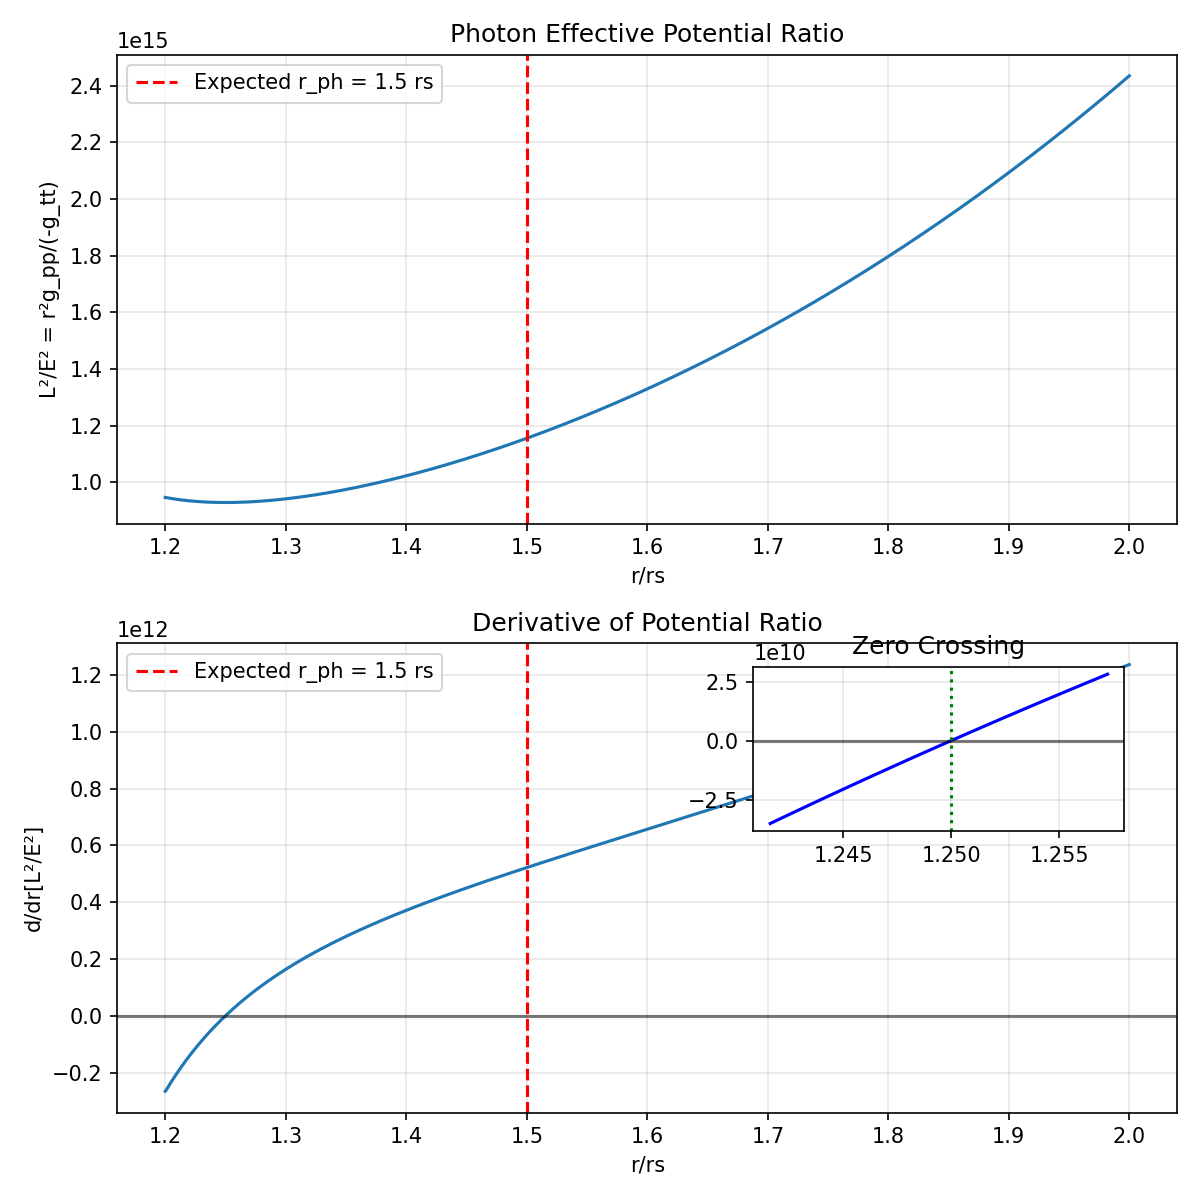 Photon Effective Potential Ratio
1e15
Expected r_ph = 1.5 rs
L²/E² = r²g_pp/(-g_tt)
2.4
2.2
2.0
1.8
1.6
1.4
1.2
1.0
1.2 1.3 1.4 1.5 1.6 1.7 1.8 1.9 2.0
r/rs
Derivative of Potential Ratio
1e12
Expected r_ph = 1.5 rs
d/dr[L²/E²]
1.2
1.0
0.8
0.6
0.4
0.2
0.0
−0.2
Zero Crossing
1e10
2.5
0.0
−2.5
1.245 1.250 1.255
1.2 1.3 1.4 1.5 1.6 1.7 1.8 1.9 2.0
r/rs